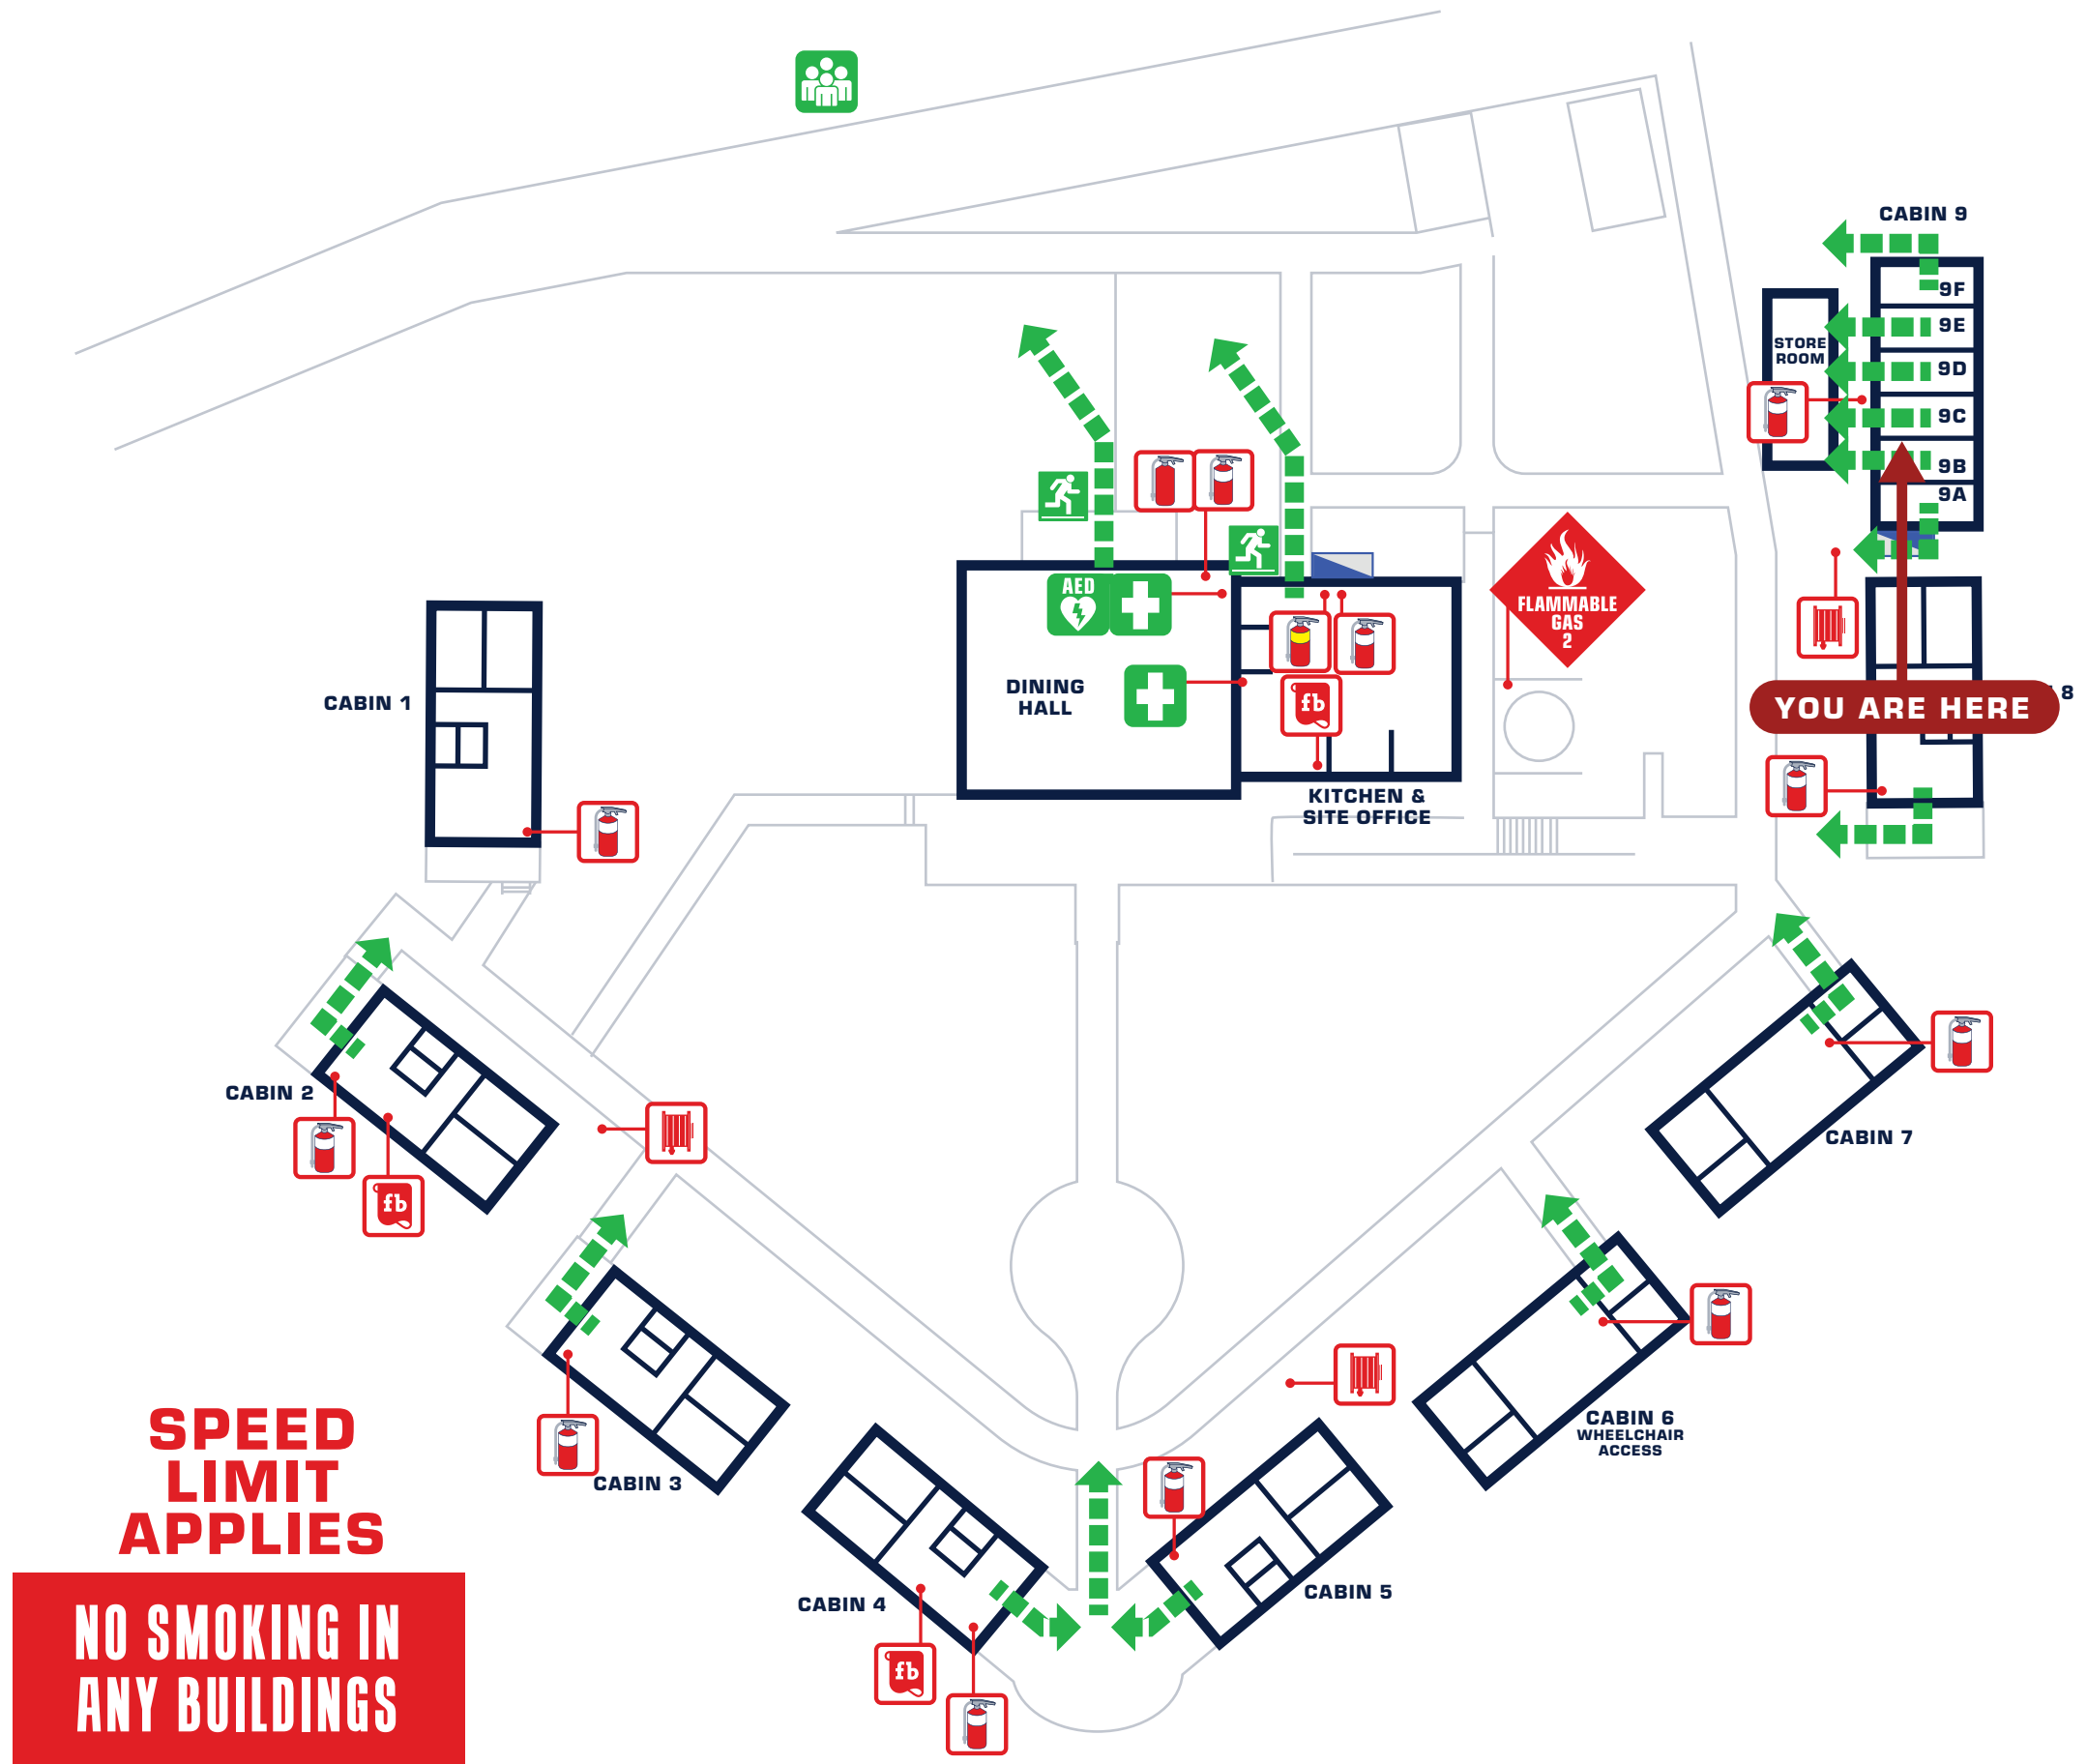 CABIN 9
9F
9E
STORE
ROOM
9D
9C
9B
9A
AED
FLAMMABLE
GAS
2
DINING
HALL
fb
CABIN 1
8
YOU ARE HERE
KITCHEN &
SITE OFFICE
CABIN 2
CABIN 7
fb
SPEED
LIMIT
APPLIES
CABIN 3
CABIN 6
WHEELCHAIR
ACCESS
CABIN 4
CABIN 5
fb
NO SMOKING IN
ANY BUILDINGS